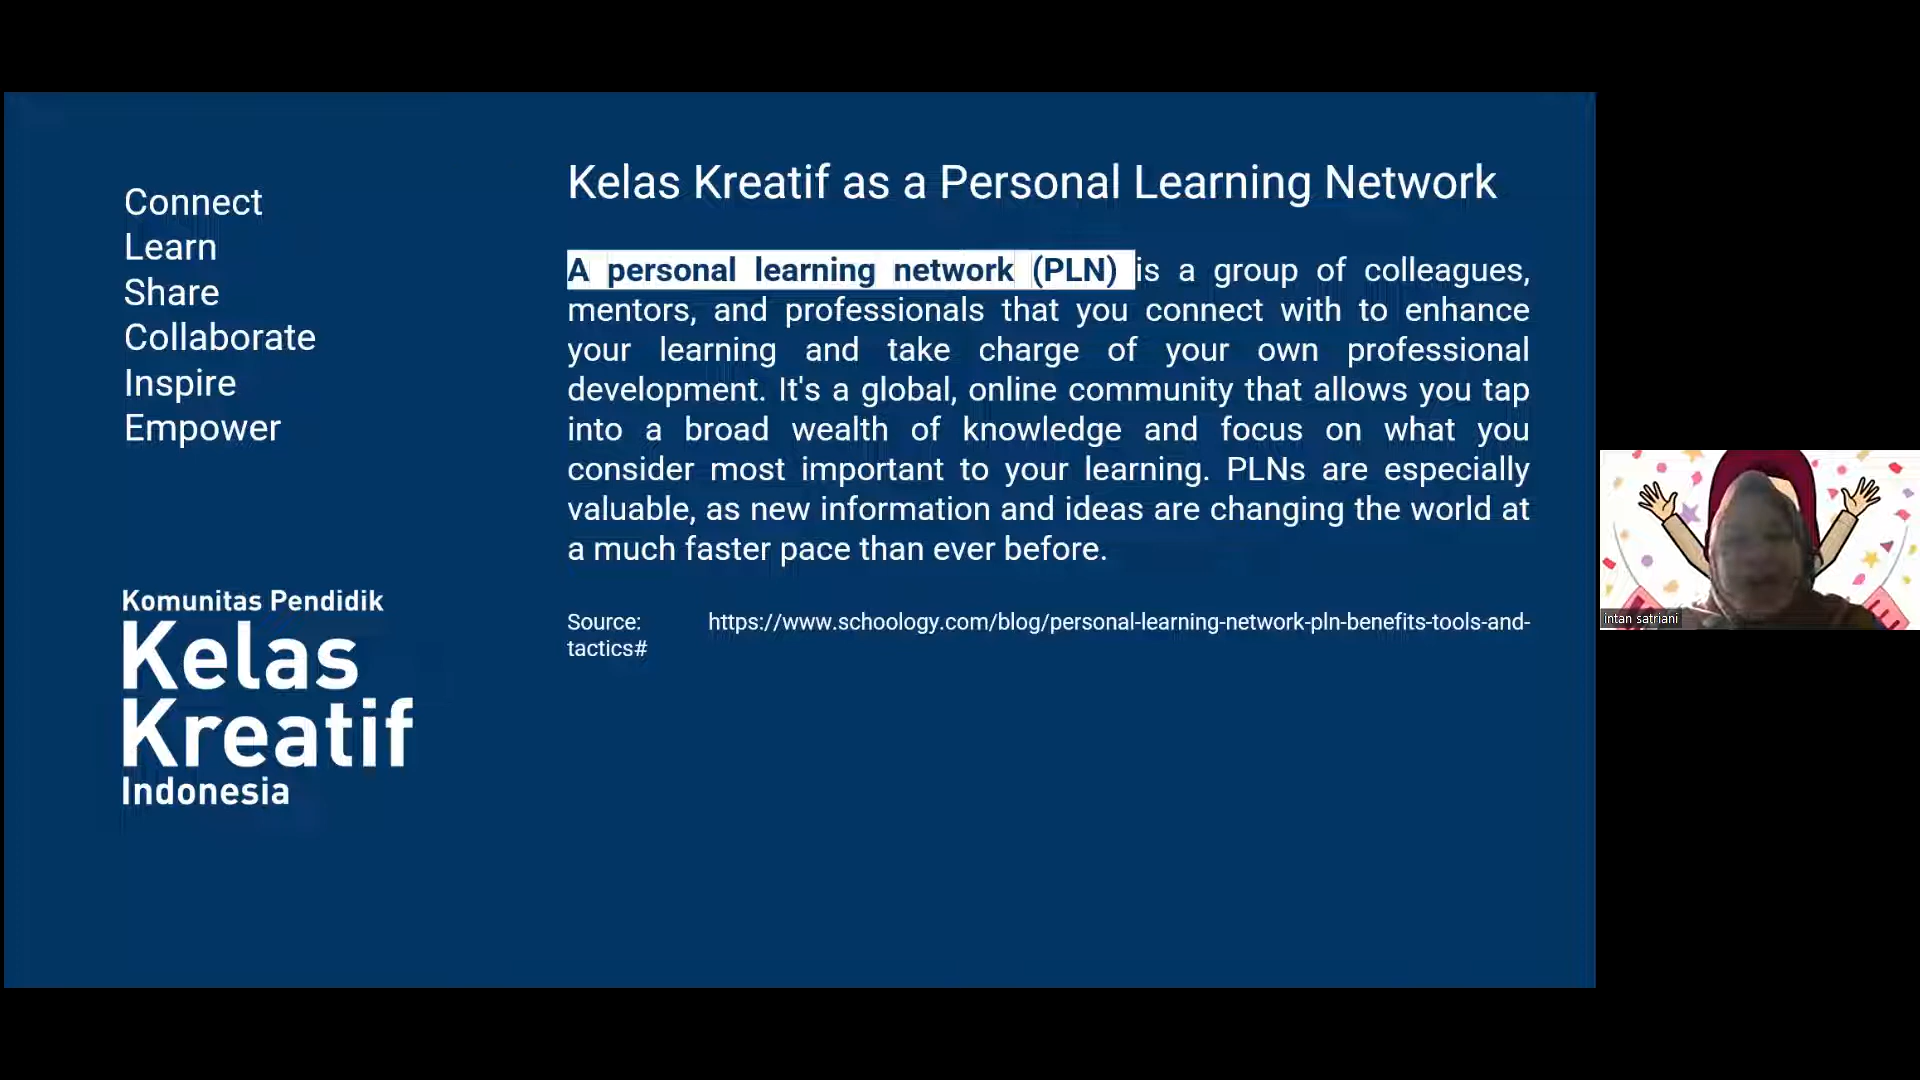 Connect
Learn
Share
Collaborate
Inspire
Empower
Komunitas Pendidik
Kelas
Kreatif
Indonesia
Kelas Kreatif as a Personal Learning Network
A personal learning network (PLN) is a group of colleagues,
mentors, and professionals that you connect with to enhance
your learning and take charge of your own professional
development. It's a global, online community that allows you tap
into a broad wealth of knowledge and focus on what you
consider most important to your learning. PLNs are especially
valuable, as new information and ideas are changing the world at
a much faster pace than ever before.
Source: https://www.schoology.com/blog/personal-learning-network-pln-benefits-tools-and-
tactics#
intan satriani